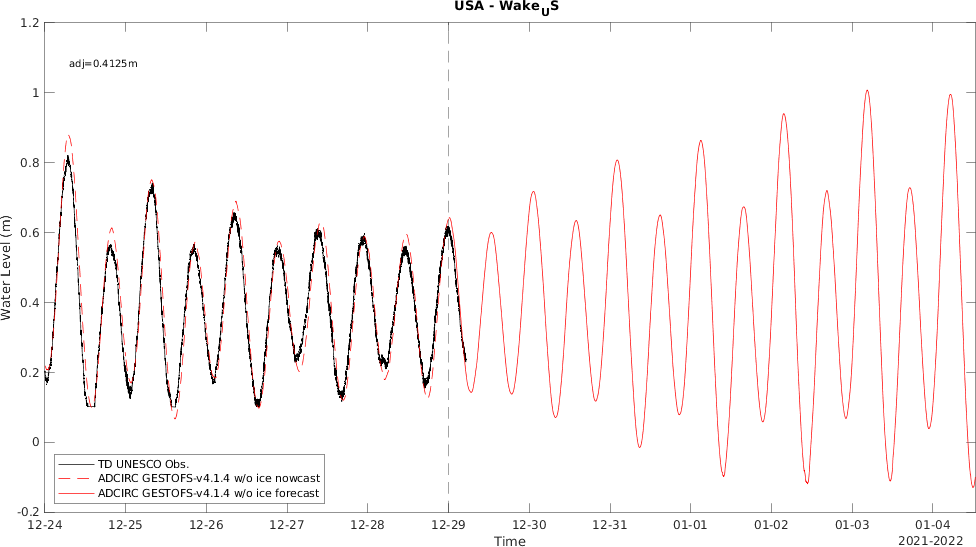 USA - Wake_US
adj=0.4125m
1.2
1
0.8
0.6
0.4
0.2
0
-0.2
Water Level (m)
TD UNESCO Obs.
ADCIRC GESTOFS-v4.1.4 w/o ice nowcast
ADCIRC GESTOFS-v4.1.4 w/o ice forecast
12-24 12-25 12-26 12-27 12-28 12-29 12-30 12-31 01-01 01-02 01-03 01-04
Time
2021-2022